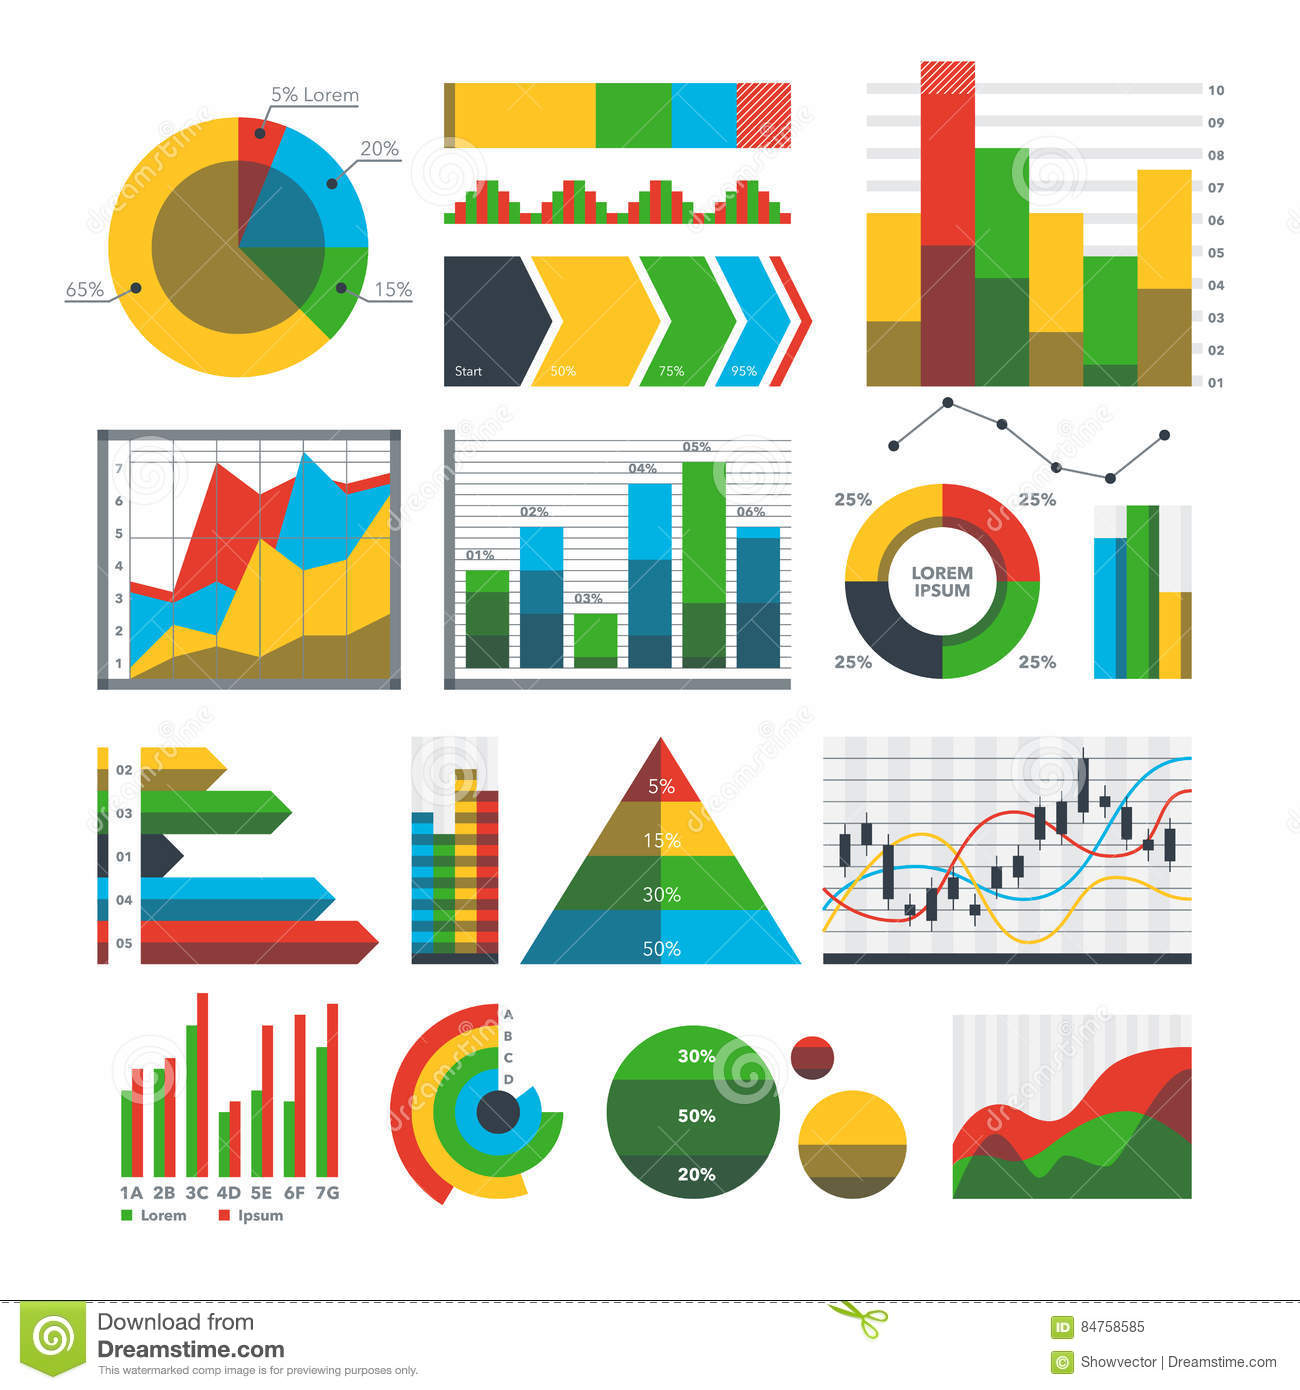 5% Lorem
20%
65%
15%
Start 50% 75% 95%
10
09
08
07
06
05
04
03
02
01
7
6
5
4
3
2
1
01%
02%
03%
04%
05%
06%
25% 25%
LOREM
IPSUM
25% 25%
02
03
01
04
05
5%
15%
30%
50%
1A 2B 3C 4D 5E 6F 7G
Lorem Ipsum
A
B
C
D
30%
50%
20%
dreamstime
Download from
Dreamstime.com
This watermarked comp image is for previewing purposes only.
ID 84758585
© Showvector | Dreamstime.com